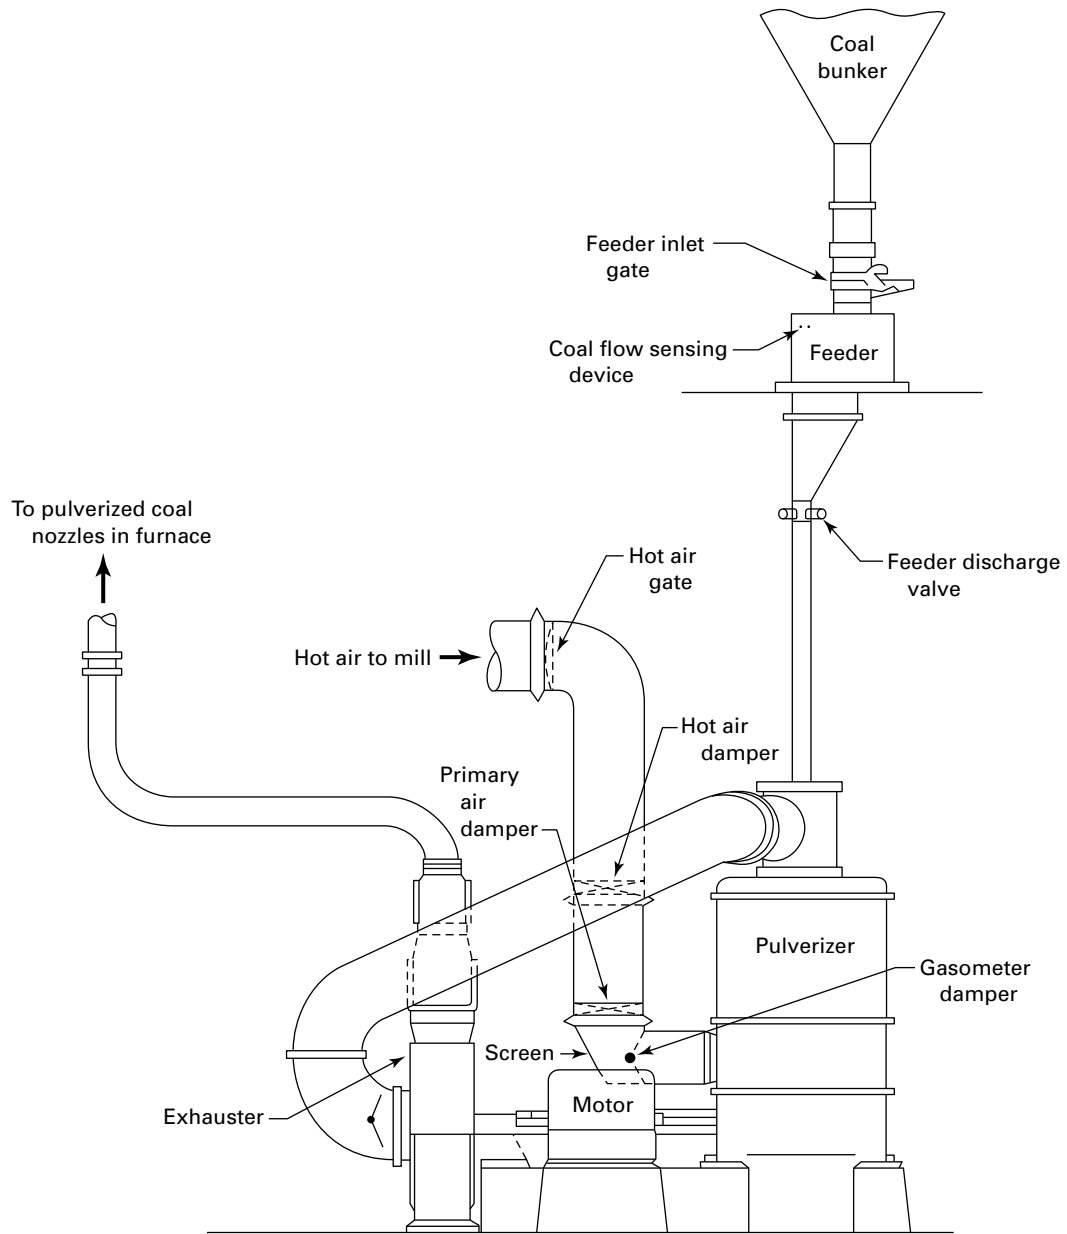 Coal
bunker
Feeder inlet
gate
Coal flow sensing
device
Feeder
To pulverized coal
nozzles in furnace
Feeder discharge
valve
Hot air
gate
Hot air to mill
Hot air
damper
Primary
air
damper
Pulverizer
Gasometer
damper
Screen
Motor
Exhauster